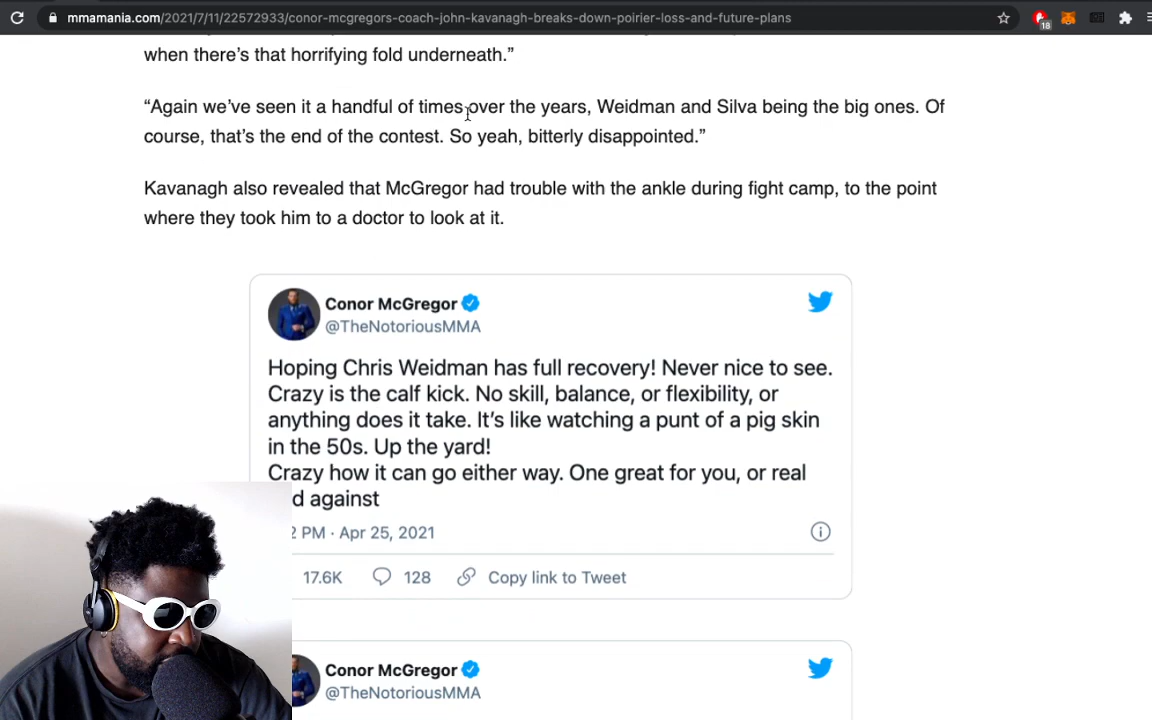 mmamania.com/2021/7/11/22572933/conor-mcgregors-coach-john-kavanagh-breaks-down-poirier-loss-and-future-plans
18
when there’s that horrifying fold underneath.”
“Again we’ve seen it a handful of times over the years, Weidman and Silva being the big ones. Of
course, that’s the end of the contest. So yeah, bitterly disappointed.”
Kavanagh also revealed that McGregor had trouble with the ankle during fight camp, to the point
where they took him to a doctor to look at it.
Conor McGregor
@TheNotoriousMMA
Hoping Chris Weidman has full recovery! Never nice to see.
Crazy is the calf kick. No skill, balance, or flexibility, or
anything does it take. It’s like watching a punt of a pig skin
in the 50s. Up the yard!
Crazy how it can go either way. One great for you, or real
d against
2 PM · Apr 25, 2021
17.6K 128 Copy link to Tweet
Conor McGregor
@TheNotoriousMMA